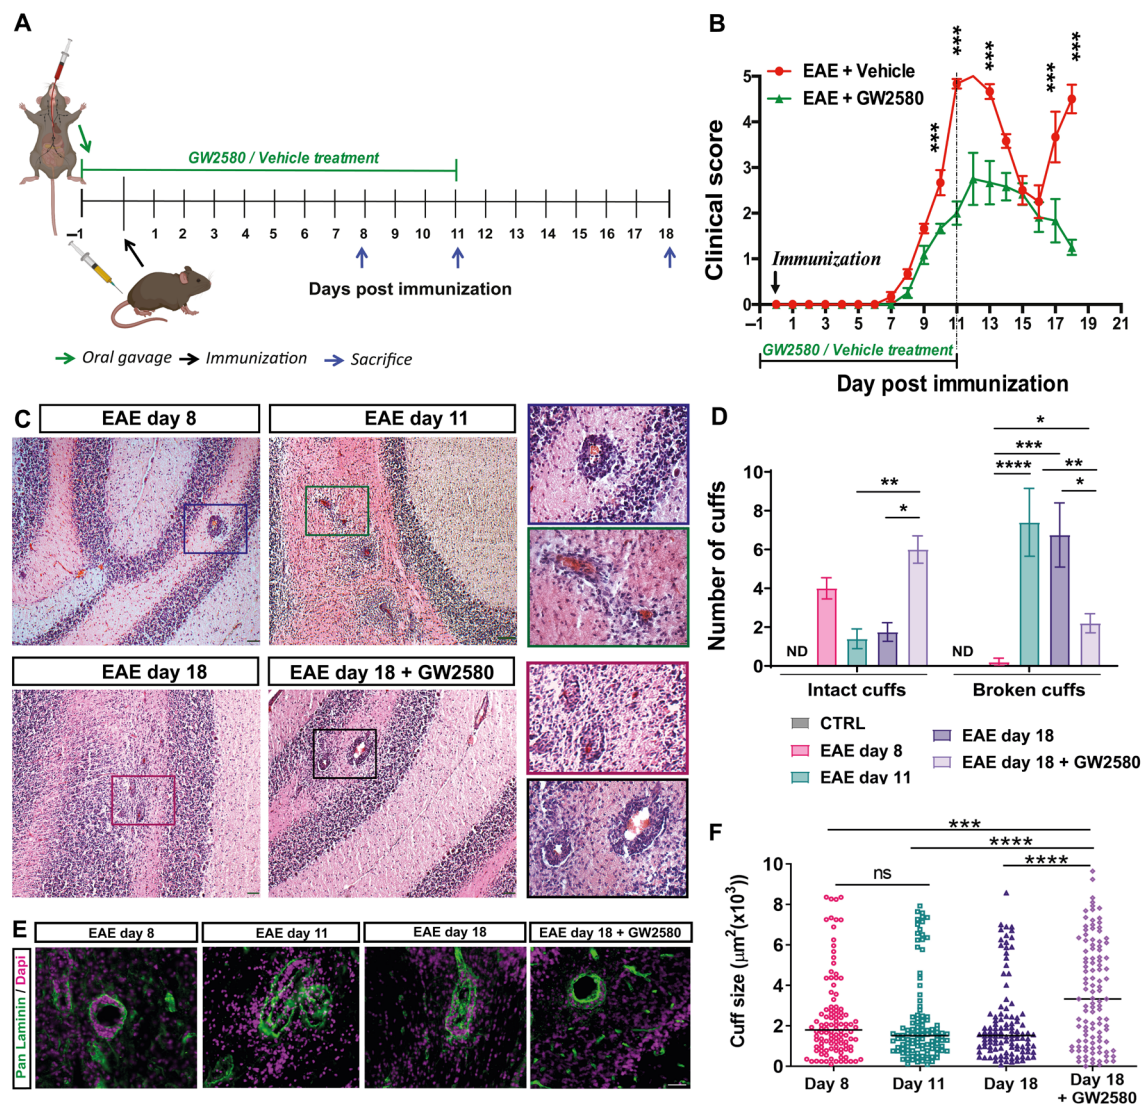 A
GW2580 / Vehicle treatment
–1 1 2 3 4 5 6 7 8 9 10 11 12 13 14 15 16 17 18
Days post immunization
Oral gavage Immunization Sacrifice
B
EAE + Vehicle
EAE + GW2580
*** *** *** *** ***
Clinical score
5
4
3
2
1
0
Immunization
–1 1 3 5 7 9 11 13 15 17 19 21
GW2580 / Vehicle treatment
Day post immunization
C
EAE day 8
EAE day 11
EAE day 18
EAE day 18 + GW2580
D
Number of cuffs
10
8
6
4
2
0
**
*
*
***
**** **
*
ND
ND
Intact cuffs
Broken cuffs
CTRL
EAE day 8
EAE day 11
EAE day 18
EAE day 18 + GW2580
E
EAE day 8
EAE day 11
EAE day 18
EAE day 18 + GW2580
Pan Laminin / Dapi
F
***
****
****
ns
Cuff size (µm²(x10³))
10
8
6
4
2
0
Day 8
Day 11
Day 18
Day 18
+ GW2580